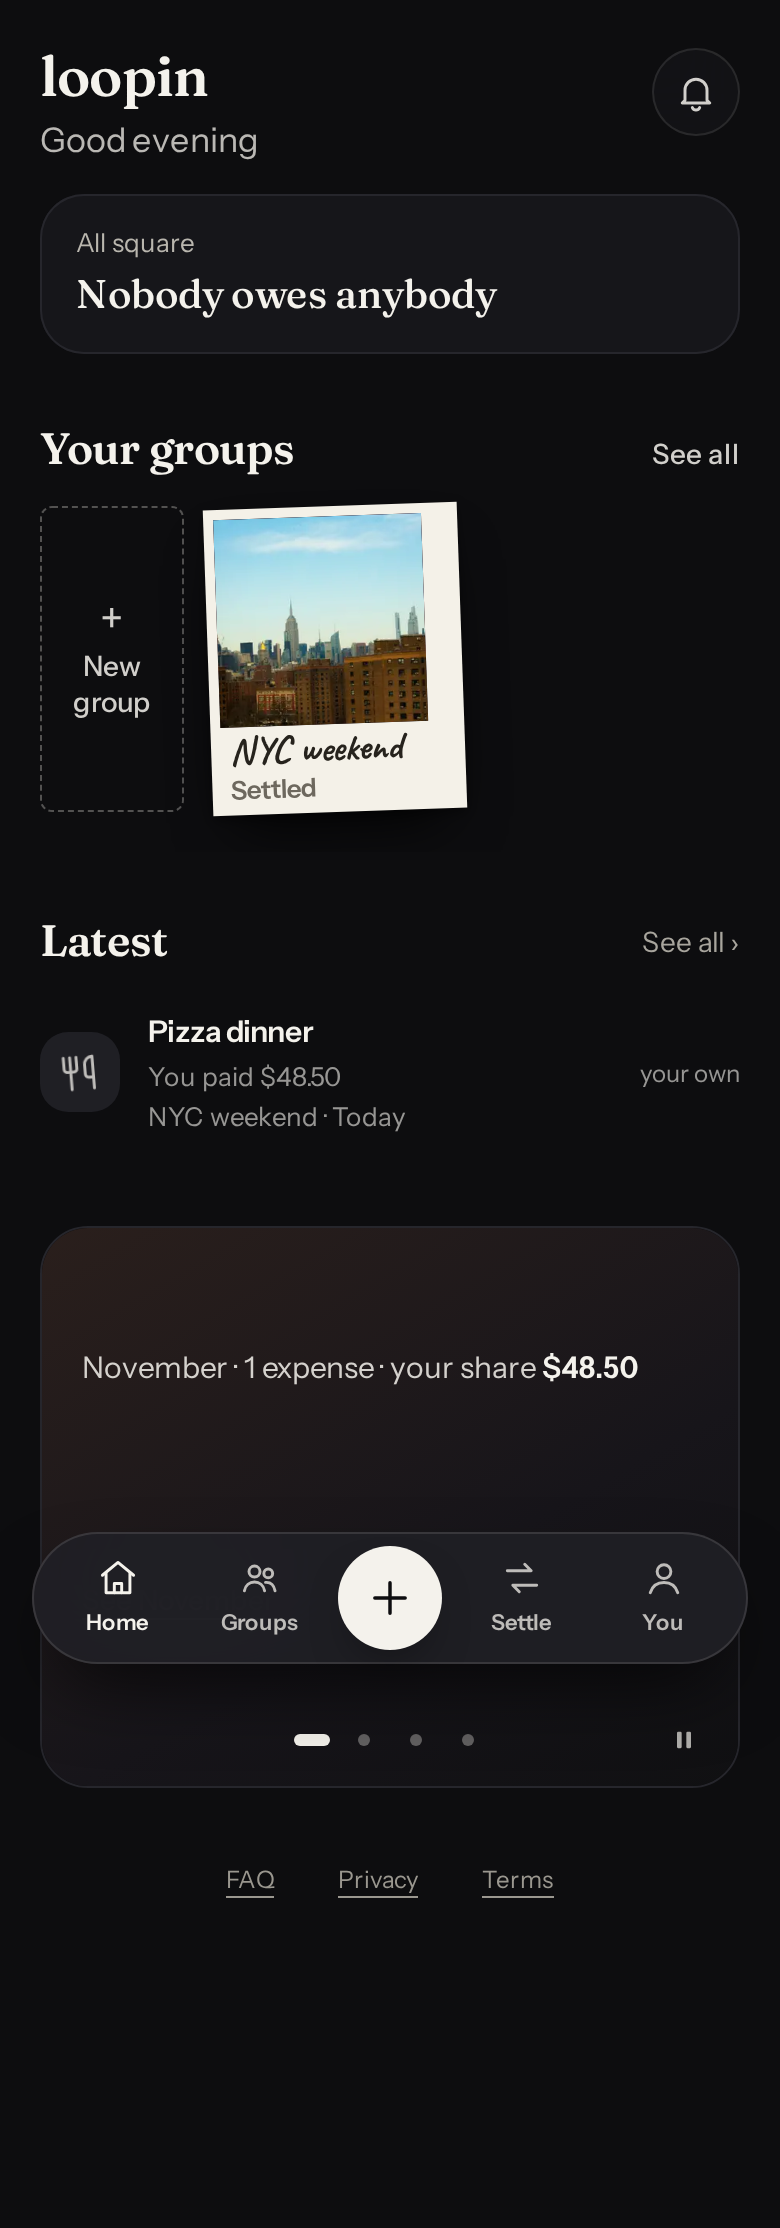 loopin
Good evening
All square
Nobody owes anybody
Your groups
See all
+
New
group
NYC weekend
Settled
Latest
See all ›
Pizza dinner
You paid $48.50
your own
NYC weekend · Today
November · 1 expense · your share $48.50
Home
Groups
Settle
You
FAQ
Privacy
Terms